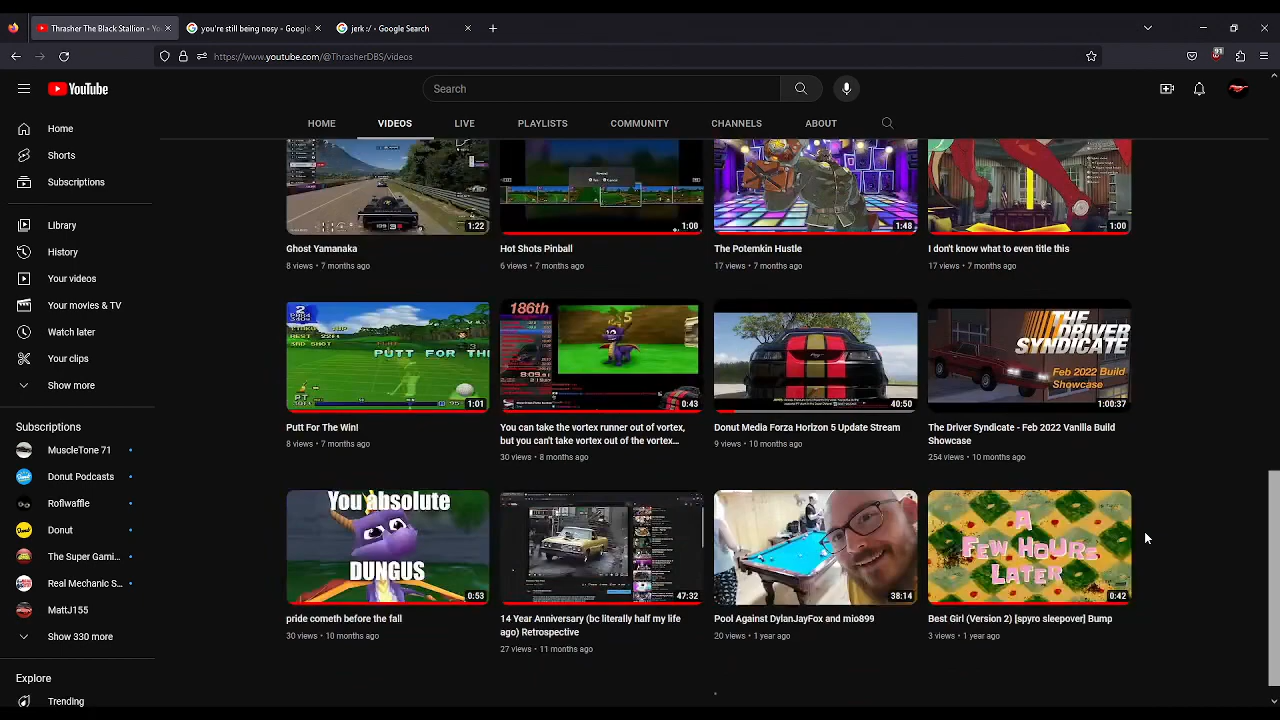 Thrasher The Black Stallion - Yo
you're still being nosy - Google
jerk :/ - Google Search
https://www.youtube.com/@ThrasherDBS/videos
91
YouTube
Search
HOME
VIDEOS
LIVE
PLAYLISTS
COMMUNITY
CHANNELS
ABOUT
Home
Shorts
Subscriptions
Library
History
Your videos
Your movies & TV
Watch later
Your clips
Show more
Subscriptions
MuscleTone 71
Donut Podcasts
Roflwaffle
Donut
The Super Gami...
Real Mechanic S...
MattJ155
Show 330 more
Explore
Trending
1:22
1:00
1:48
1:00
Ghost Yamanaka
8 views • 7 months ago
Hot Shots Pinball
6 views • 7 months ago
The Potemkin Hustle
17 views • 7 months ago
I don't know what to even title this
17 views • 7 months ago
PUTT FOR TH
1:01
186th
0:43
40:50
THE DRIVER
SYNDICATE
Feb 2022 Build
Showcase
1:00:37
Putt For The Win!
8 views • 7 months ago
You can take the vortex runner out of vortex,
but you can't take vortex out of the vortex...
30 views • 8 months ago
Donut Media Forza Horizon 5 Update Stream
9 views • 10 months ago
The Driver Syndicate - Feb 2022 Vanilla Build
Showcase
254 views • 10 months ago
You absolute
DUNGUS
0:53
47:32
38:14
A
FEW HOURS
LATER
0:42
pride cometh before the fall
30 views • 10 months ago
14 Year Anniversary (bc literally half my life
ago) Retrospective
27 views • 11 months ago
Pool Against DylanJayFox and mio899
20 views • 1 year ago
Best Girl (Version 2) [spyro sleepover] Bump
3 views • 1 year ago